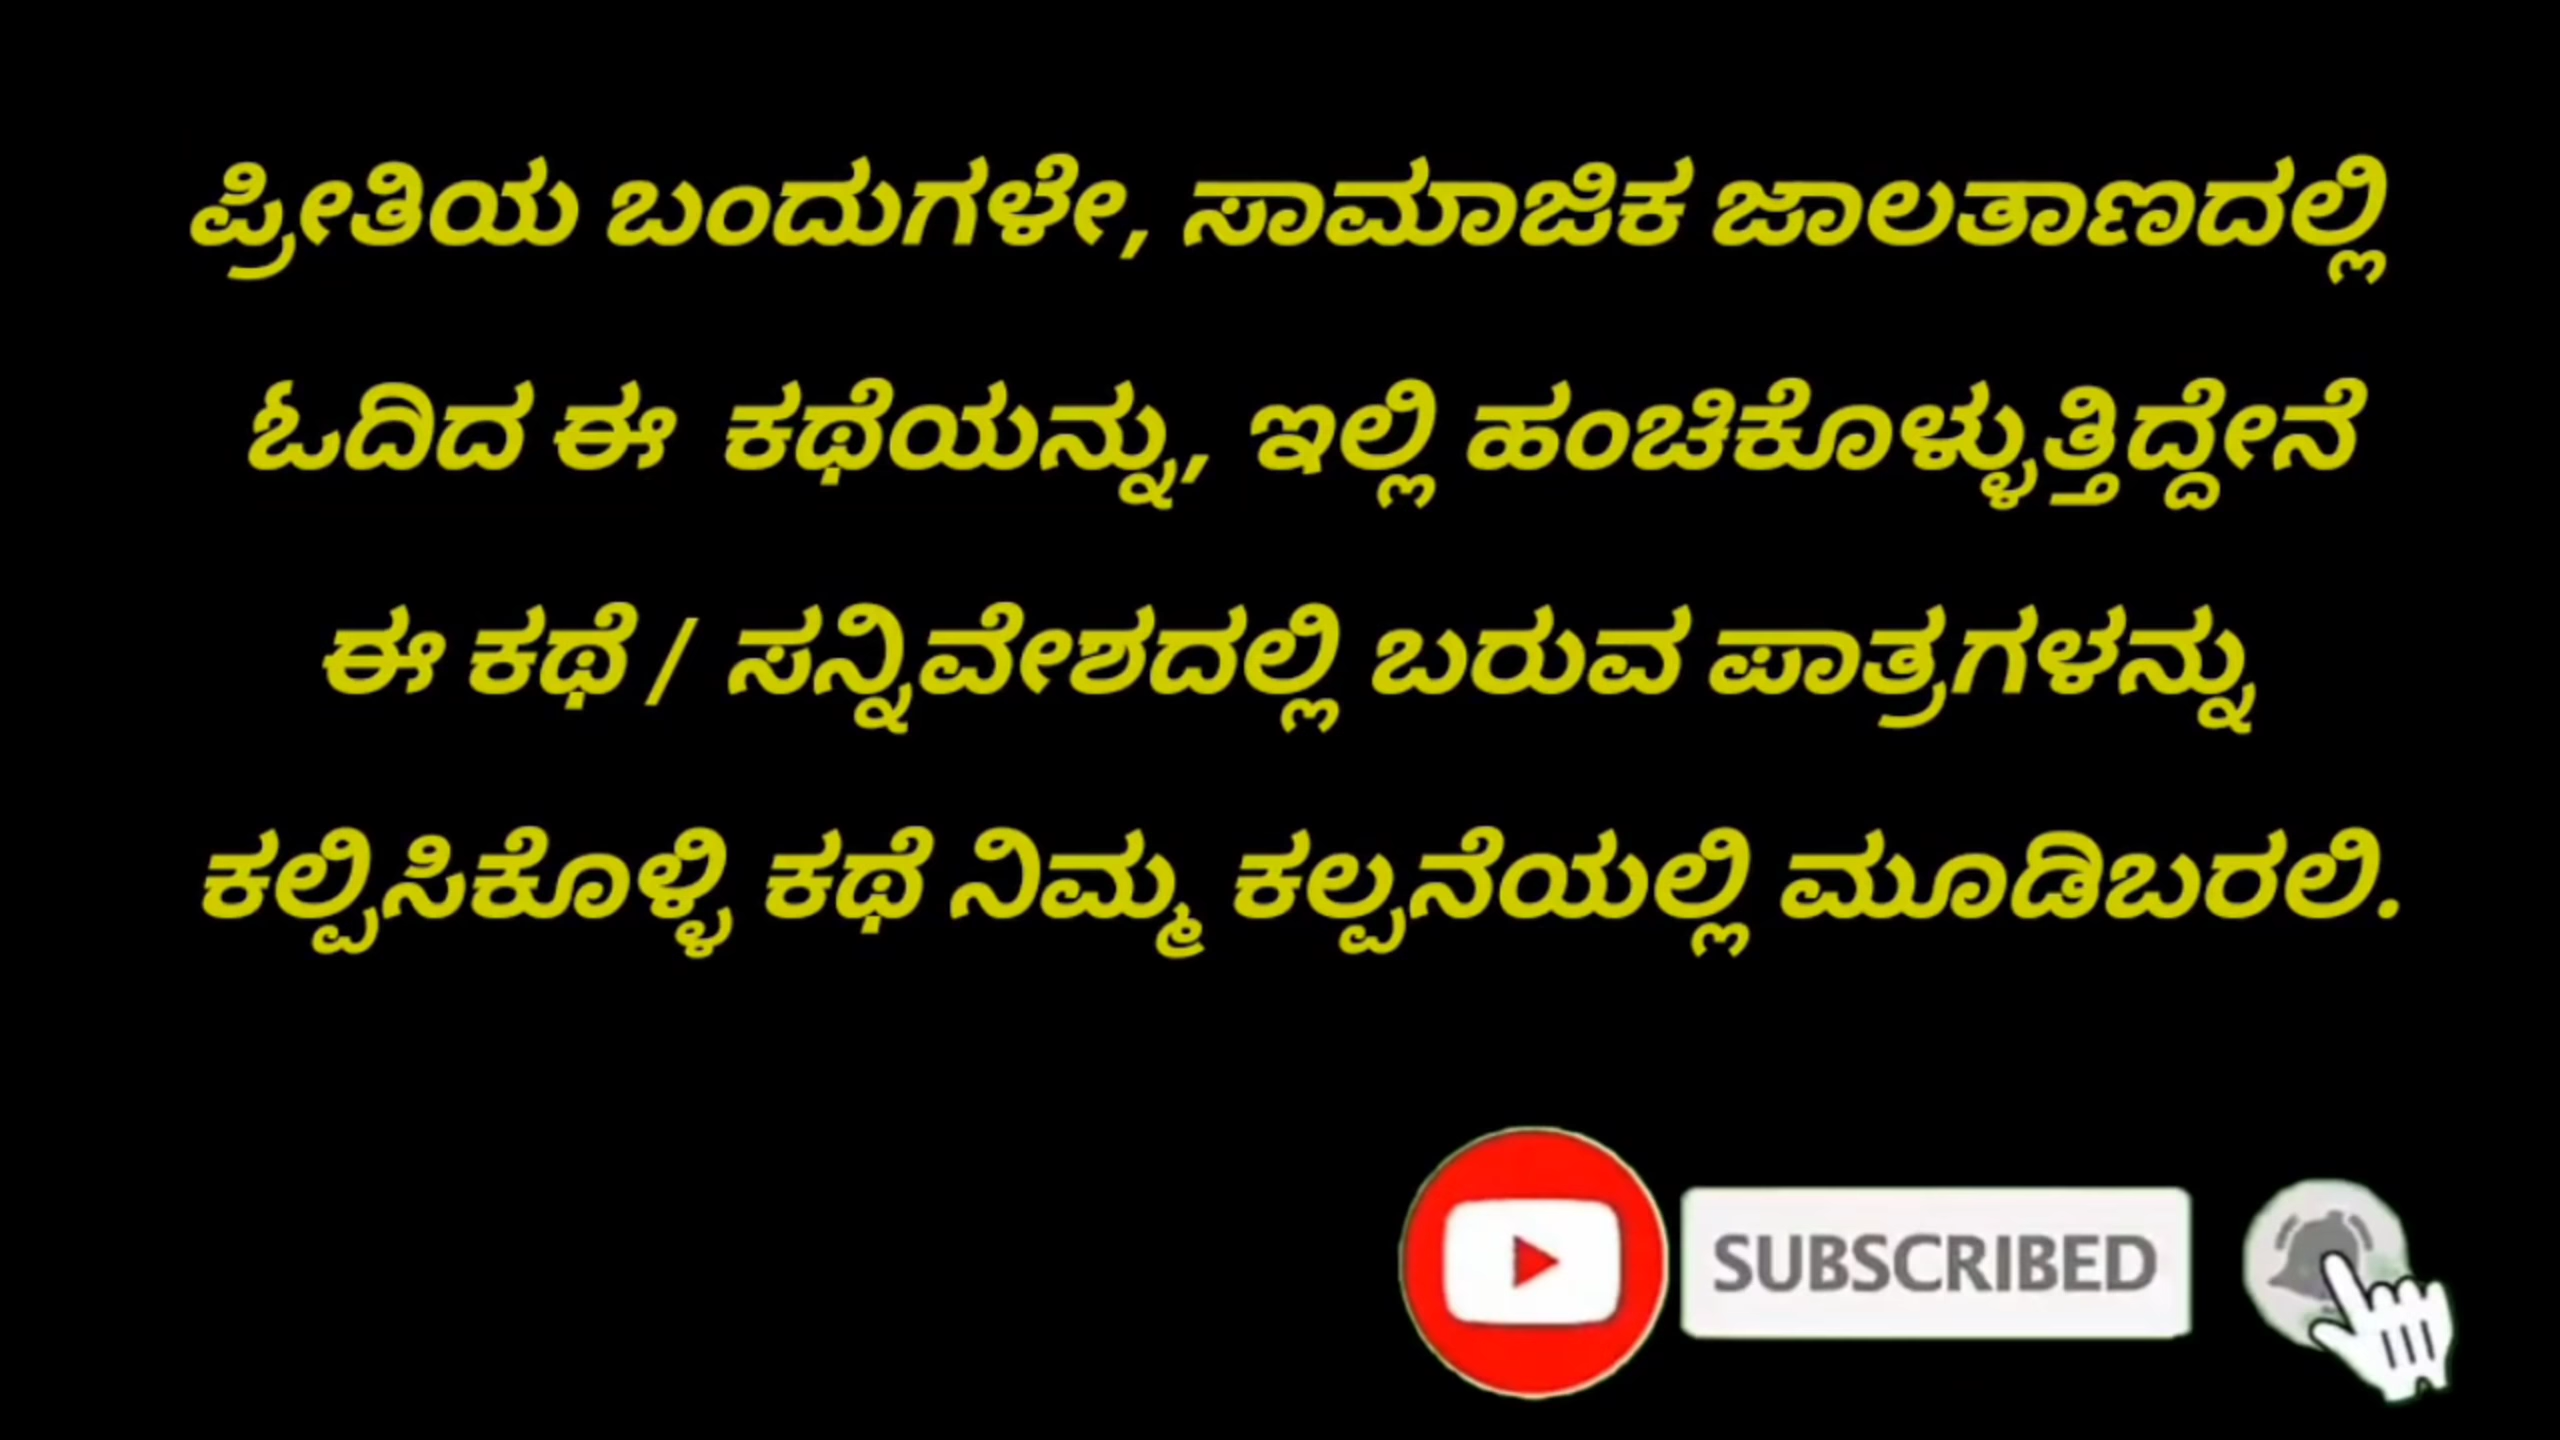 ಪ್ರೀತಿಯ ಬಂದುಗಳೇ, ಸಾಮಾಜಿಕ ಜಾಲತಾಣದಲ್ಲಿ
ಓದಿದ ಈ ಕಥೆಯನ್ನು, ಇಲ್ಲಿ ಹಂಚಿಕೊಳ್ಳುತ್ತಿದ್ದೇನೆ
ಈ ಕಥೆ / ಸನ್ನಿವೇಶದಲ್ಲಿ ಬರುವ ಪಾತ್ರಗಳನ್ನು
ಕಲ್ಪಿಸಿಕೊಳ್ಳಿ ಕಥೆ ನಿಮ್ಮ ಕಲ್ಪನೆಯಲ್ಲಿ ಮೂಡಿಬರಲಿ.
SUBSCRIBED